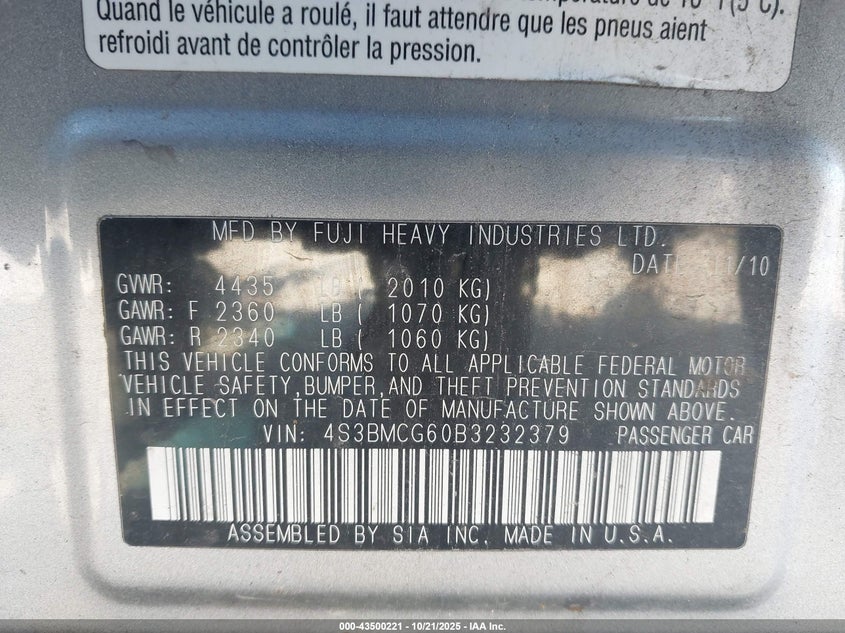 Quand le véhicule a roulé, il faut attendre que les pneus aient
refroidi avant de contrôler la pression.
MFD BY FUJI HEAVY INDUSTRIES LTD.
DATE 11/10
GVWR: 4435 LB ( 2010 KG)
GAWR: F 2360 LB ( 1070 KG)
GAWR: R 2340 LB ( 1060 KG)
THIS VEHICLE CONFORMS TO ALL APPLICABLE FEDERAL MOTOR
VEHICLE SAFETY,BUMPER,AND THEFT PREVENTION STANDARDS
IN EFFECT ON THE DATE OF MANUFACTURE SHOWN ABOVE.
VIN: 4S3BMCG60B3232379 PASSENGER CAR
ASSEMBLED BY SIA INC. MADE IN U.S.A.
000-43500221 - 10/21/2025 - IAA Inc.